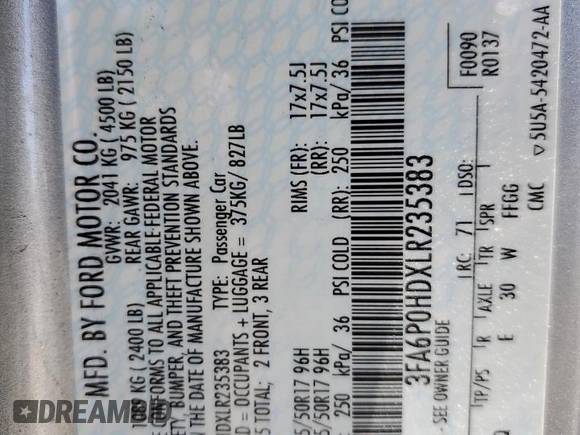 MFD. BY FORD MOTOR CO.
GVWR: 2041 KG ( 4500 LB)
KG ( 2400 LB) REAR GAWR: 975 KG ( 2150 LB)
CONFORMS TO ALL APPLICABLE FEDERAL MOTOR
BUMPER, AND THEFT PREVENTION STANDARDS
THE DATE OF MANUFACTURE SHOWN ABOVE.
HDXLR235383 TYPE: Passenger Car
= OCCUPANTS + LUGGAGE = 375KG/ 827LB
5 TOTAL; 2 FRONT, 3 REAR
5/50R17 96H RIMS (FR): 17x7.5J
5/50R17 96H (RR): 17x7.5J
250 kPa/ 36 PSI COLD (RR): 250 kPa/ 36 PSI CO
- SEE OWNER GUIDE
3FA6P0HDXLR235383
F0090
R0137
RC: 71 DSO:
TP/PS R AXLE TR SPR
E 30 W FFGG
CMC ▽ 5U5A-5420472-AA
DREAM